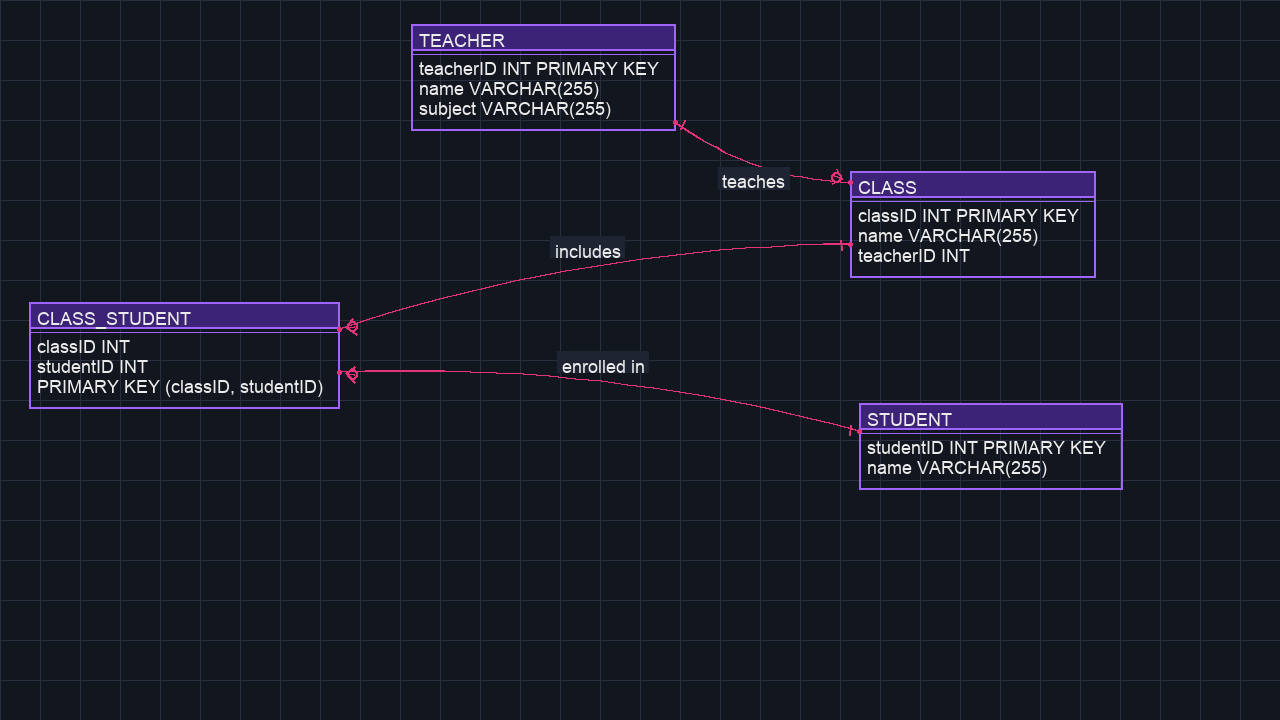 TEACHER
teacherID INT PRIMARY KEY
name VARCHAR(255)
subject VARCHAR(255)
teaches
CLASS
classID INT PRIMARY KEY
name VARCHAR(255)
teacherID INT
includes
CLASS_STUDENT
classID INT
studentID INT
PRIMARY KEY (classID, studentID)
enrolled in
STUDENT
studentID INT PRIMARY KEY
name VARCHAR(255)